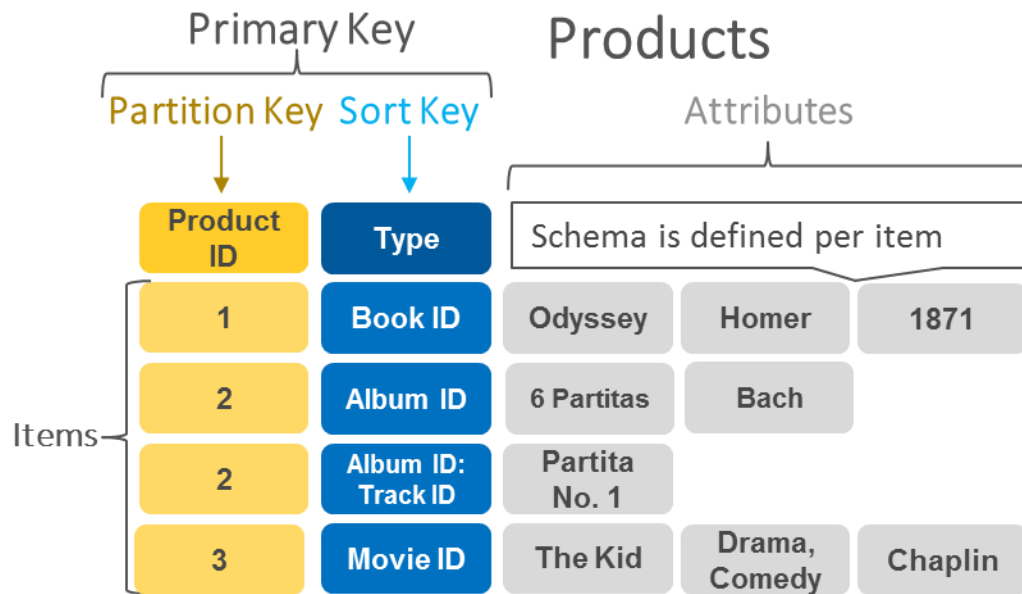 Primary Key
Products
Partition Key
Sort Key
Attributes
Product
ID
Type
Schema is defined per item
Items
1
Book ID
Odyssey
Homer
1871
2
Album ID
6 Partitas
Bach
2
Album ID:
Track ID
Partita
No. 1
3
Movie ID
The Kid
Drama,
Comedy
Chaplin